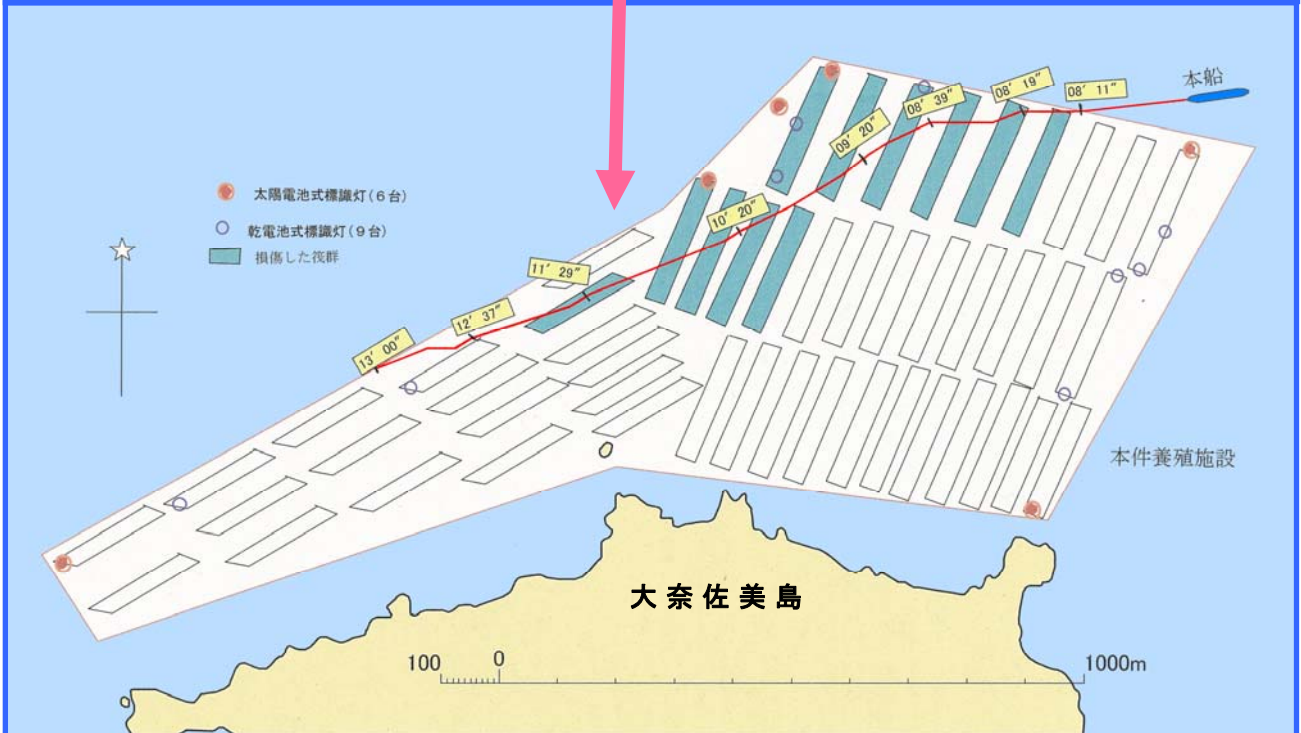 本船
08′ 11″
08′ 19″
08′ 39″
09′ 20″
10′ 20″
11′ 29″
12′ 37″
13′ 00″
太陽電池式標識灯(6台)
乾電池式標識灯(9台)
損傷した筏群
本件養殖施設
大奈佐美島
100 0 1000m